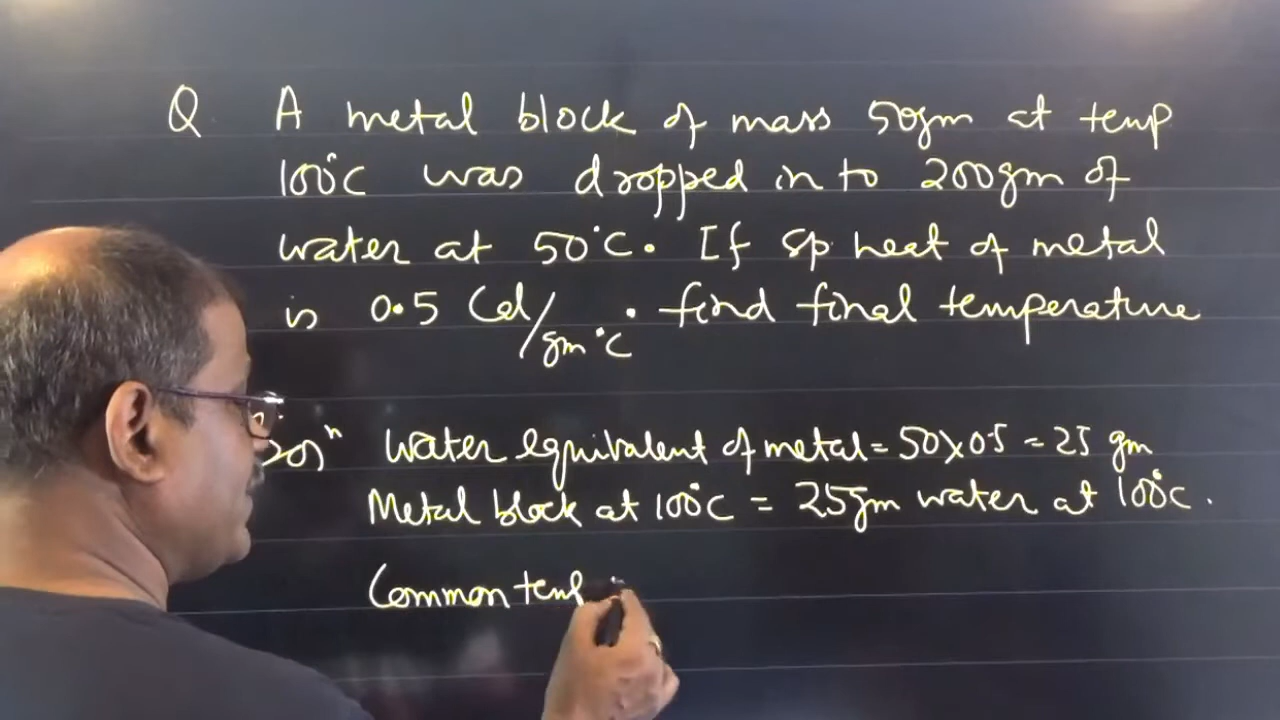 Q A metal block of mass 50gm at temp
100°C was dropped in to 200gm of
water at 50°C. If sp heat of metal
is 0.5 Cal/gm°C. find final temperature
Sol^n Water equivalent of metal = 50×0.5 = 25 gm
Metal block at 100°C = 25gm water at 100°C.
Common temp